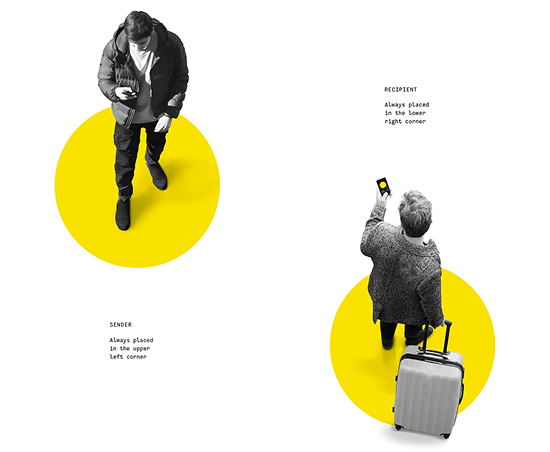 RECIPIENT
Always placed
in the lower
right corner
SENDER
Always placed
in the upper
left corner